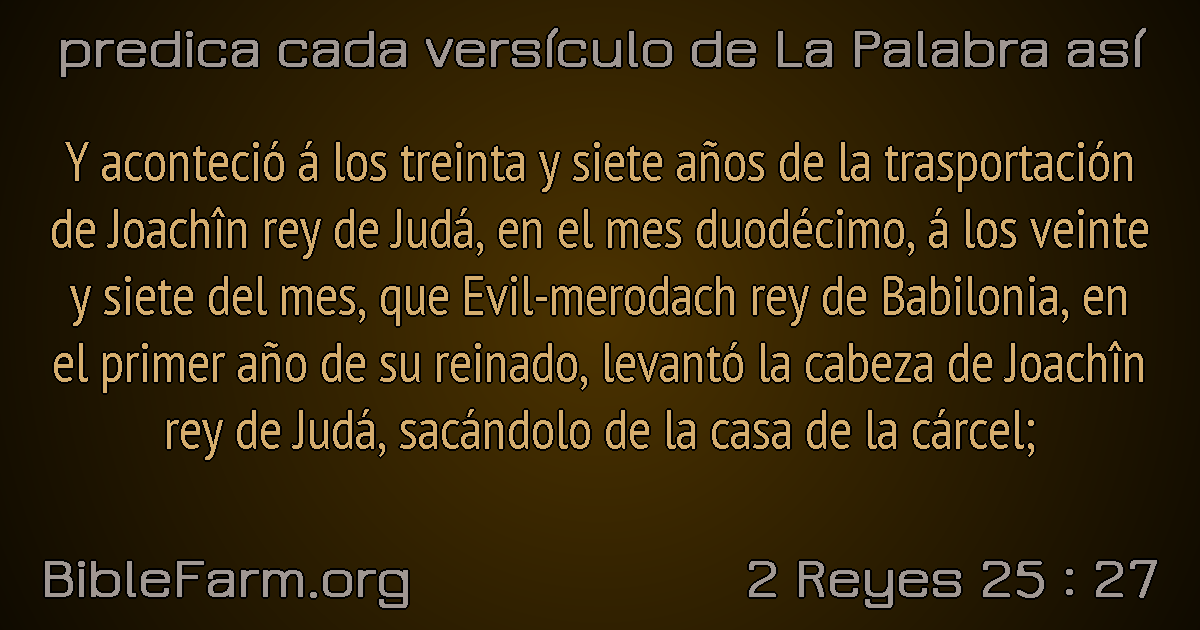 predica cada versículo de La Palabra así
Y aconteció á los treinta y siete años de la trasportación
de Joachîn rey de Judá, en el mes duodécimo, á los veinte
y siete del mes, que Evil-merodach rey de Babilonia, en
el primer año de su reinado, levantó la cabeza de Joachîn
rey de Judá, sacándolo de la casa de la cárcel;
BibleFarm.org
2 Reyes 25 : 27